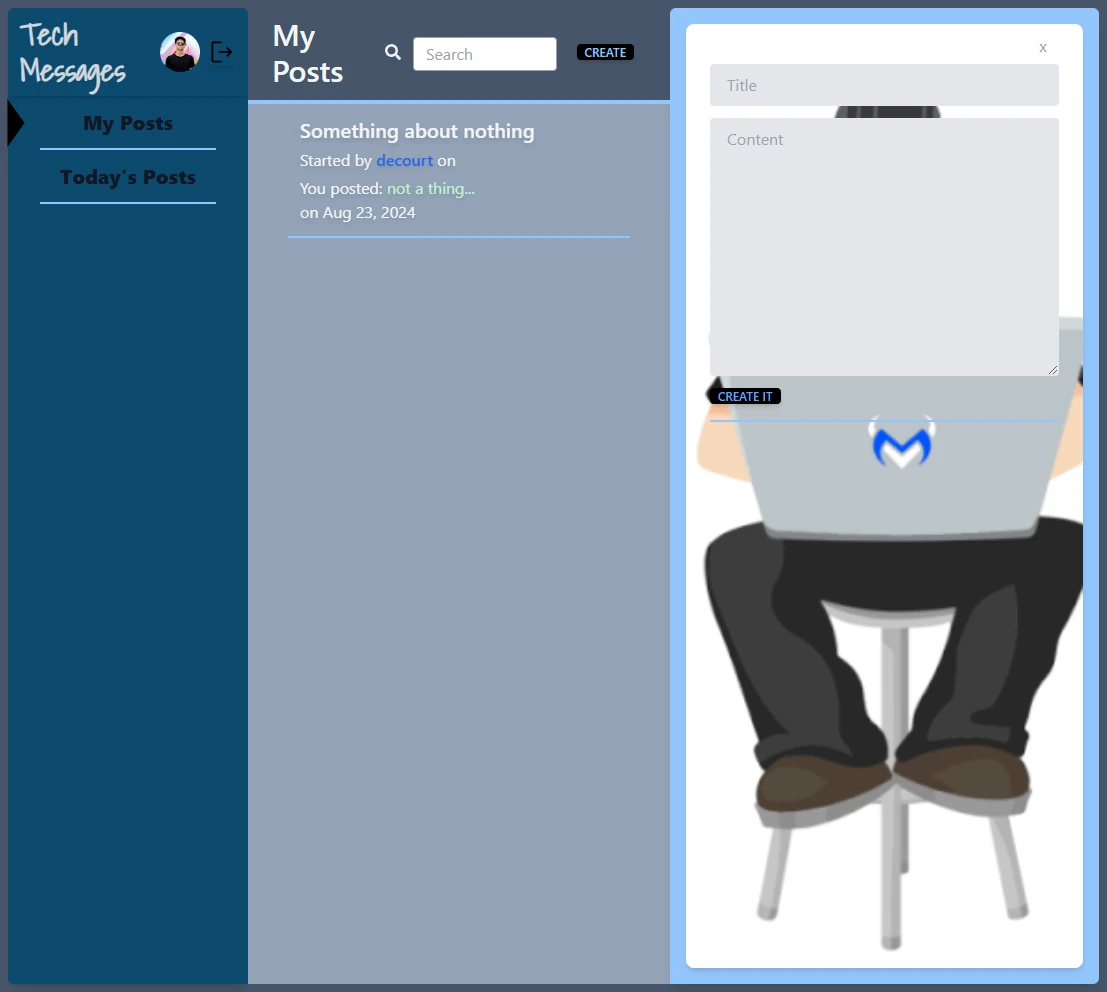 Tech
Messages
My Posts
Today's Posts
My
Posts
Search
CREATE
Something about nothing
Started by decourt on
You posted: not a thing...
on Aug 23, 2024
x
Title
Content
CREATE IT